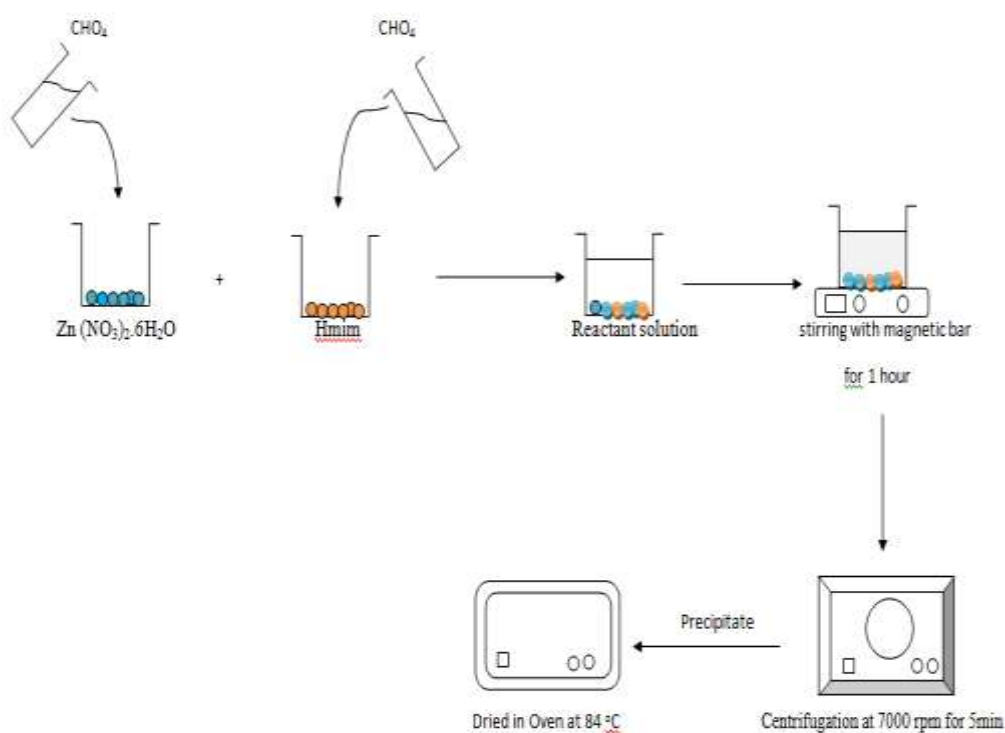 CHO₄
CHO₄
+
Zn (NO₃)₂.6H₂O
Hmim
Reactant solution
stirring with magnetic bar
for 1 hour
Precipitate
Dried in Oven at 84 °C
Centrifugation at 7000 rpm for 5min